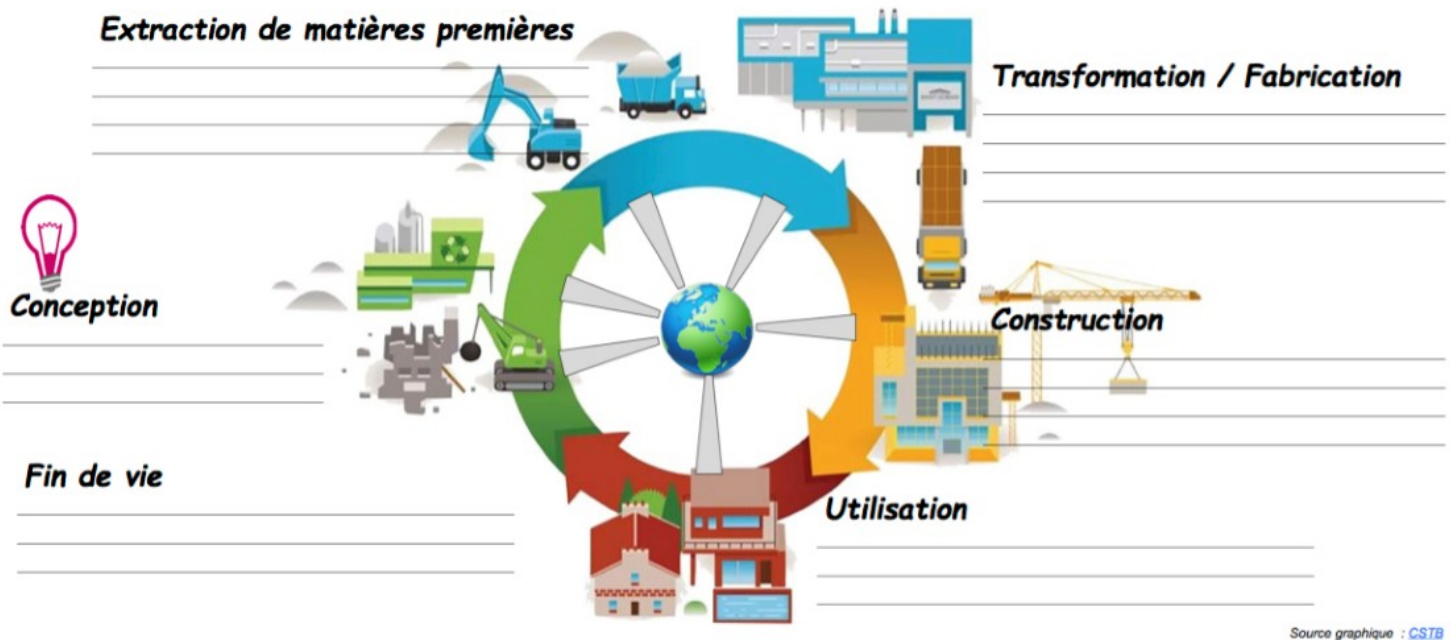 Extraction de matières premières
Transformation / Fabrication
Conception
Construction
Fin de vie
Utilisation
Source graphique : CSTB